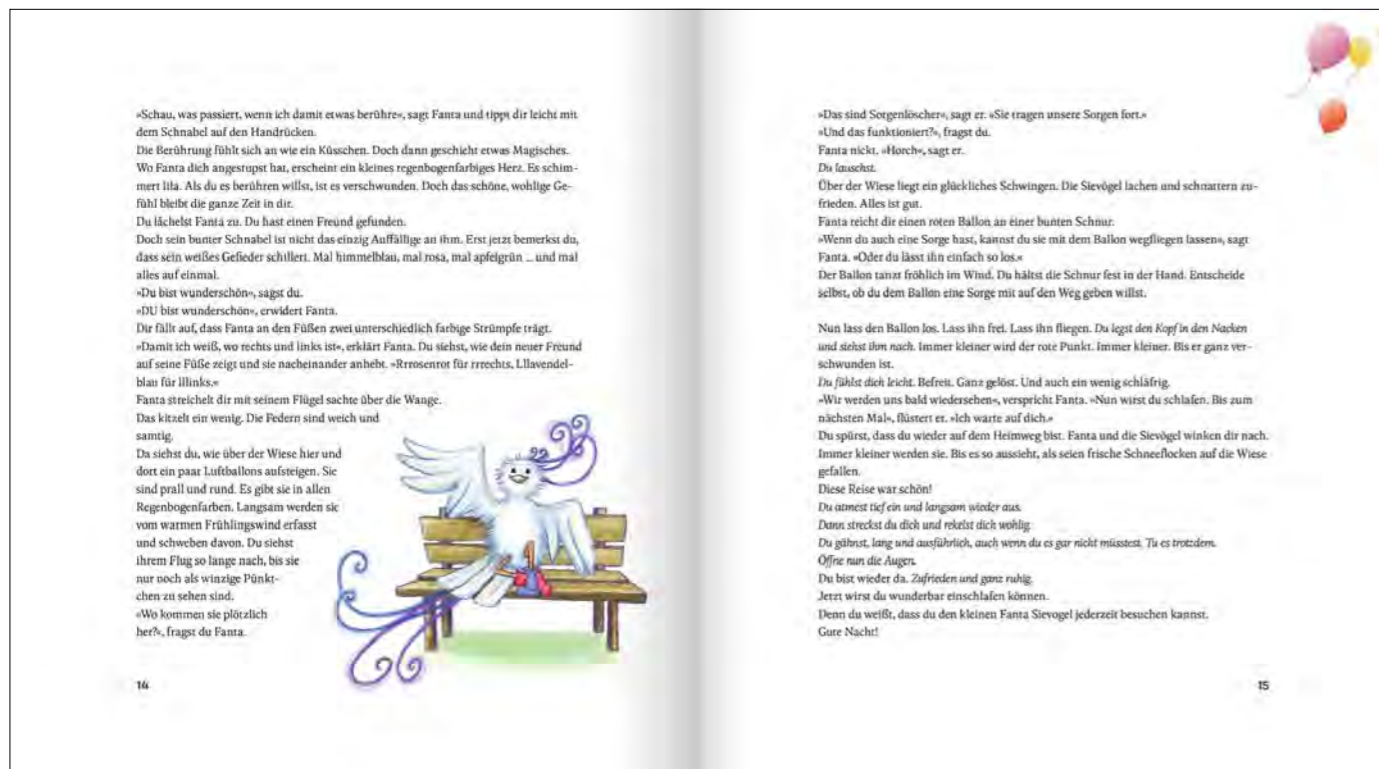 »Schau, was passiert, wenn ich damit etwas berühre«, sagt Fanta und tippt dir leicht mit
dem Schnabel auf den Handrücken.
Die Berührung fühlt sich an wie ein Küsschen. Doch dann geschieht etwas Magisches.
Wo Fanta dich angestupst hat, erscheint ein kleines regenbogenfarbiges Herz. Es schim-
mert lila. Als du es berühren willst, ist es verschwunden. Doch das schöne, wohlige Ge-
fühl bleibt die ganze Zeit in dir.
Du lächelst Fanta zu. Du hast einen Freund gefunden.
Doch sein bunter Schnabel ist nicht das einzig Auffällige an ihm. Erst jetzt bemerkst du,
dass sein weißes Gefieder schillert. Mal himmelblau, mal rosa, mal apfelgrün ... und mal
alles auf einmal.
»Du bist wunderschön«, sagst du.
»DU bist wunderschön«, erwidert Fanta.
Dir fällt auf, dass Fanta an den Füßen zwei unterschiedlich farbige Strümpfe trägt.
»Damit ich weiß, wo rechts und links ist«, erklärt Fanta. Du siehst, wie dein neuer Freund
auf seine Füße zeigt und sie nacheinander anhebt. »Rrrosenrot für rrrechts, Lllavendel-
blau für lllinks.«
Fanta streichelt dir mit seinem Flügel sachte über die Wange.
Das kitzelt ein wenig. Die Federn sind weich und
samtig.
Da siehst du, wie über der Wiese hier und
dort ein paar Luftballons aufsteigen. Sie
sind prall und rund. Es gibt sie in allen
Regenbogenfarben. Langsam werden sie
vom warmen Frühlingswind erfasst
und schweben davon. Du siehst
ihrem Flug so lange nach, bis sie
nur noch als winzige Pünkt-
chen zu sehen sind.
»Wo kommen sie plötzlich
her?«, fragst du Fanta.
14
»Das sind Sorgenlöscher«, sagt er. »Sie tragen unsere Sorgen fort.«
»Und das funktioniert?«, fragst du.
Fanta nickt. »Horch«, sagt er.
Du lauschst.
Über der Wiese liegt ein glückliches Schwingen. Die Sievögel lachen und schnattern zu-
frieden. Alles ist gut.
Fanta reicht dir einen roten Ballon an einer bunten Schnur.
»Wenn du auch eine Sorge hast, kannst du sie mit dem Ballon wegfliegen lassen«, sagt
Fanta. »Oder du lässt ihn einfach so los.«
Der Ballon tanzt fröhlich im Wind. Du hältst die Schnur fest in der Hand. Entscheide
selbst, ob du dem Ballon eine Sorge mit auf den Weg geben willst.
Nun lass den Ballon los. Lass ihn frei. Lass ihn fliegen. Du legst den Kopf in den Nacken
und siehst ihm nach. Immer kleiner wird der rote Punkt. Immer kleiner. Bis er ganz ver-
schwunden ist.
Du fühlst dich leicht. Befreit. Ganz gelöst. Und auch ein wenig schläfrig.
»Wir werden uns bald wiedersehen«, verspricht Fanta. »Nun wirst du schlafen. Bis zum
nächsten Mal«, flüstert er. »Ich warte auf dich.«
Du spürst, dass du wieder auf dem Heimweg bist. Fanta und die Sievögel winken dir nach.
Immer kleiner werden sie. Bis es so aussieht, als seien frische Schneeflocken auf die Wiese
gefallen.
Diese Reise war schön!
Du atmest tief ein und langsam wieder aus.
Dann streckst du dich und rekelst dich wohlig.
Du gähnst, lang und ausführlich, auch wenn du es gar nicht müsstest. Tu es trotzdem.
Öffne nun die Augen.
Du bist wieder da. Zufrieden und ganz ruhig.
Jetzt wirst du wunderbar einschlafen können.
Denn du weißt, dass du den kleinen Fanta Sievogel jederzeit besuchen kannst.
Gute Nacht!
15